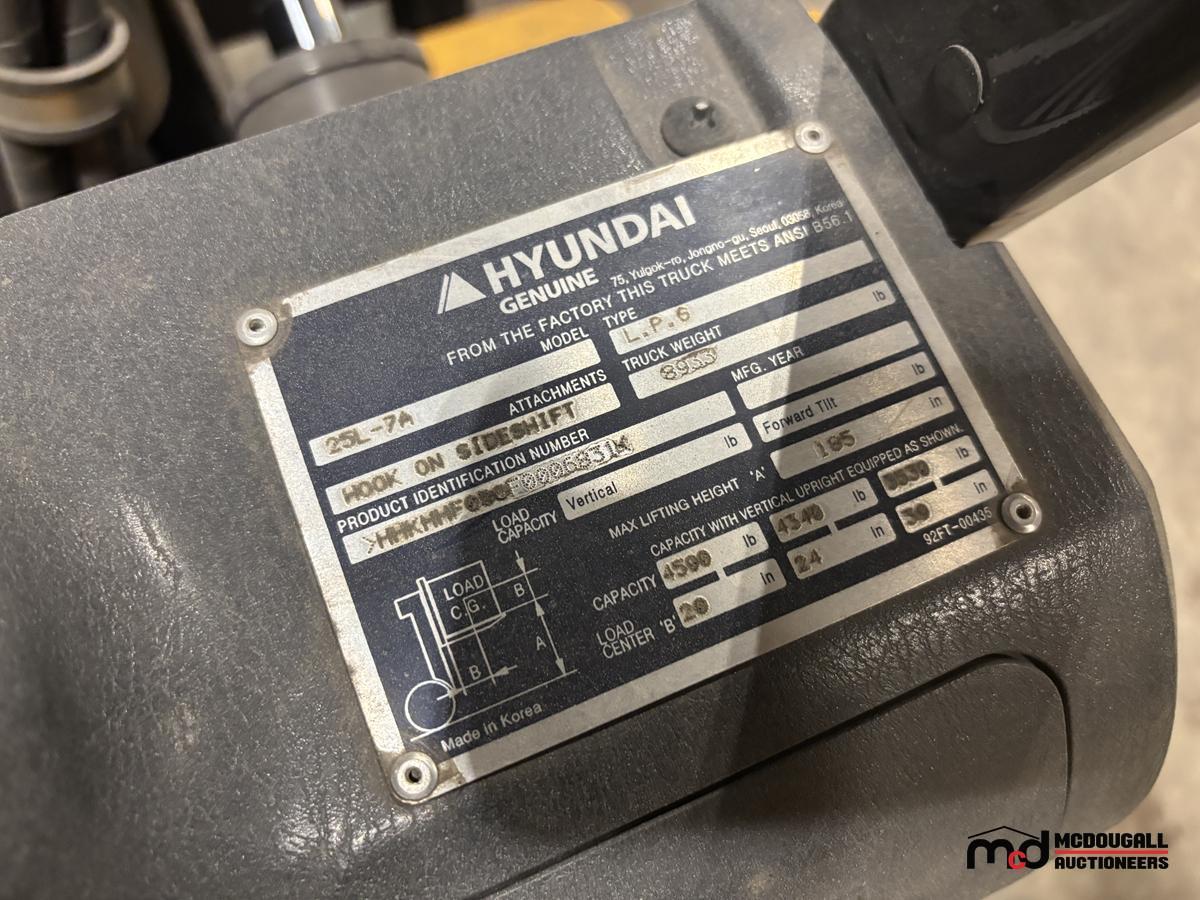 HYUNDAI
GENUINE 75, Yulgok-ro, Jongno-gu, Seoul, 03058, Korea
FROM THE FACTORY THIS TRUCK MEETS ANSI B56.1
MODEL TYPE
25L-7A L.P.G lb
ATTACHMENTS TRUCK WEIGHT
HOOK ON SIDESHIFT 8933
PRODUCT IDENTIFICATION NUMBER MFG. YEAR
LOAD CAPACITY Vertical lb Forward Tilt lb
MAX LIFTING HEIGHT 'A' 185 in
CAPACITY WITH VERTICAL UPRIGHT EQUIPPED AS SHOWN.
CAPACITY 4500 lb 4340 lb lb
LOAD CENTER 'B' 20 in 24 in 30 in
LOAD
C.G.
B
A
B
Made in Korea
92FT-00435
mcd MCDOUGALL
AUCTIONEERS